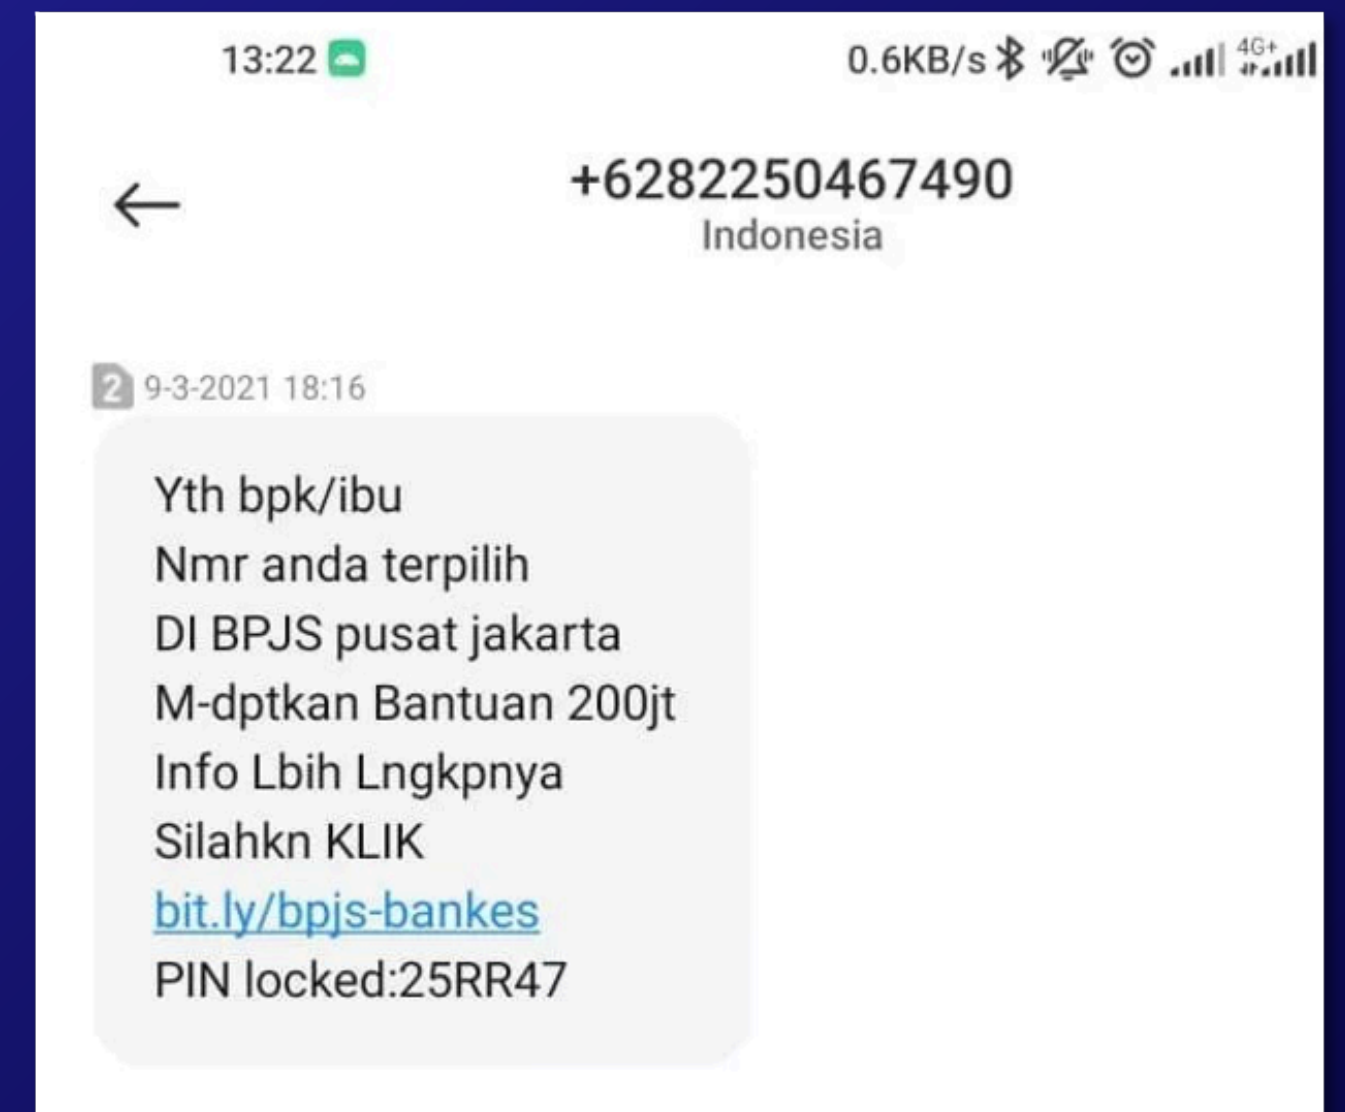 13:22
0.6KB/s
4G+
+6282250467490
Indonesia
2 9-3-2021 18:16
Yth bpk/ibu
Nmr anda terpilih
DI BPJS pusat jakarta
M-dptkan Bantuan 200jt
Info Lbih Lngkpnya
Silahkn KLIK
bit.ly/bpjs-bankes
PIN locked:25RR47